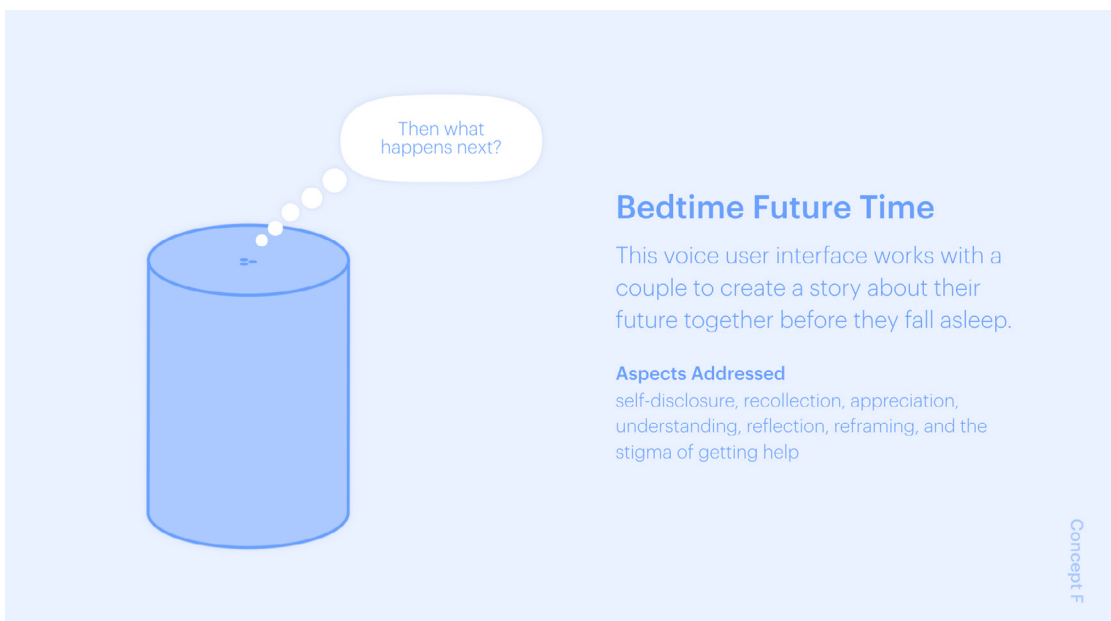 Then what
happens next?
Bedtime Future Time
This voice user interface works with a
couple to create a story about their
future together before they fall asleep.
Aspects Addressed
self-disclosure, recollection, appreciation,
understanding, reflection, reframing, and the
stigma of getting help
Concept F